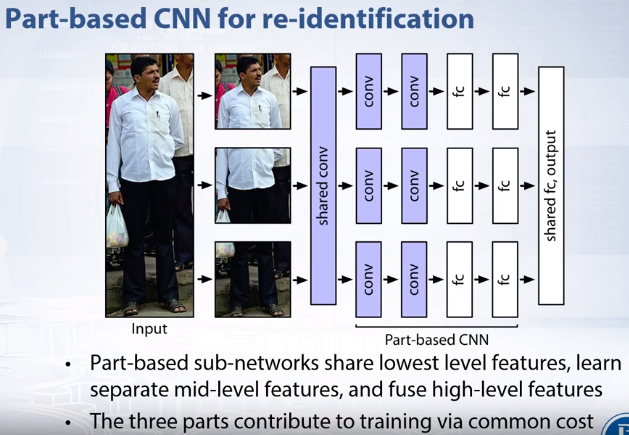 Part-based CNN for re-identification
shared conv
conv
conv
fc
fc
conv
conv
fc
fc
conv
conv
fc
fc
shared fc, output
Input
Part-based CNN
• Part-based sub-networks share lowest level features, learn
separate mid-level features, and fuse high-level features
• The three parts contribute to training via common cost